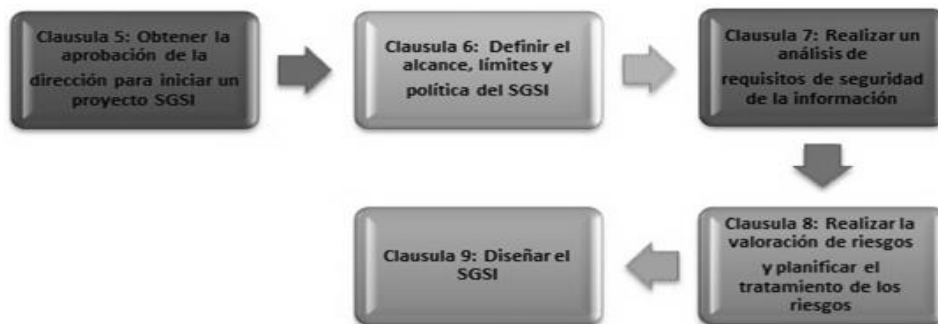 Clausula 5: Obtener la
aprobación de la
dirección para iniciar un
proyecto SGSI
Clausula 6: Definir el
alcance, límites y
política del SGSI
Clausula 7: Realizar un
análisis de
requisitos de seguridad
de la información
Clausula 8: Realizar la
valoración de riesgos
y planificar el
tratamiento de los
riesgos
Clausula 9: Diseñar el
SGSI